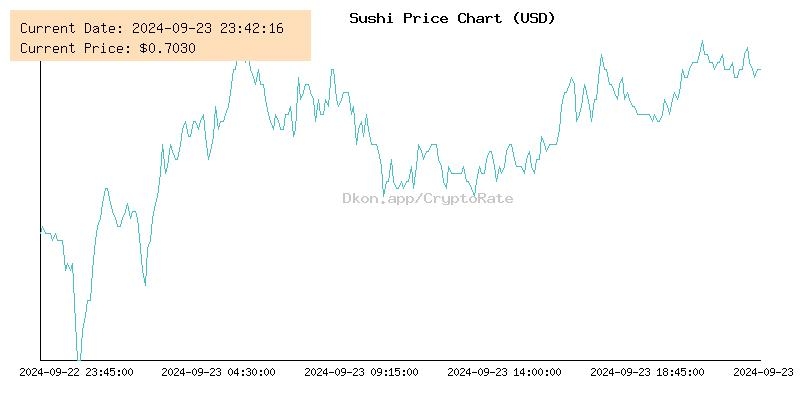 Sushi Price Chart (USD)
Current Date: 2024-09-23 23:42:16
Current Price: $0.7030
Dkon.app/CryptoRate
2024-09-22 23:45:00 2024-09-23 04:30:00 2024-09-23 09:15:00 2024-09-23 14:00:00 2024-09-23 18:45:00 2024-09-23